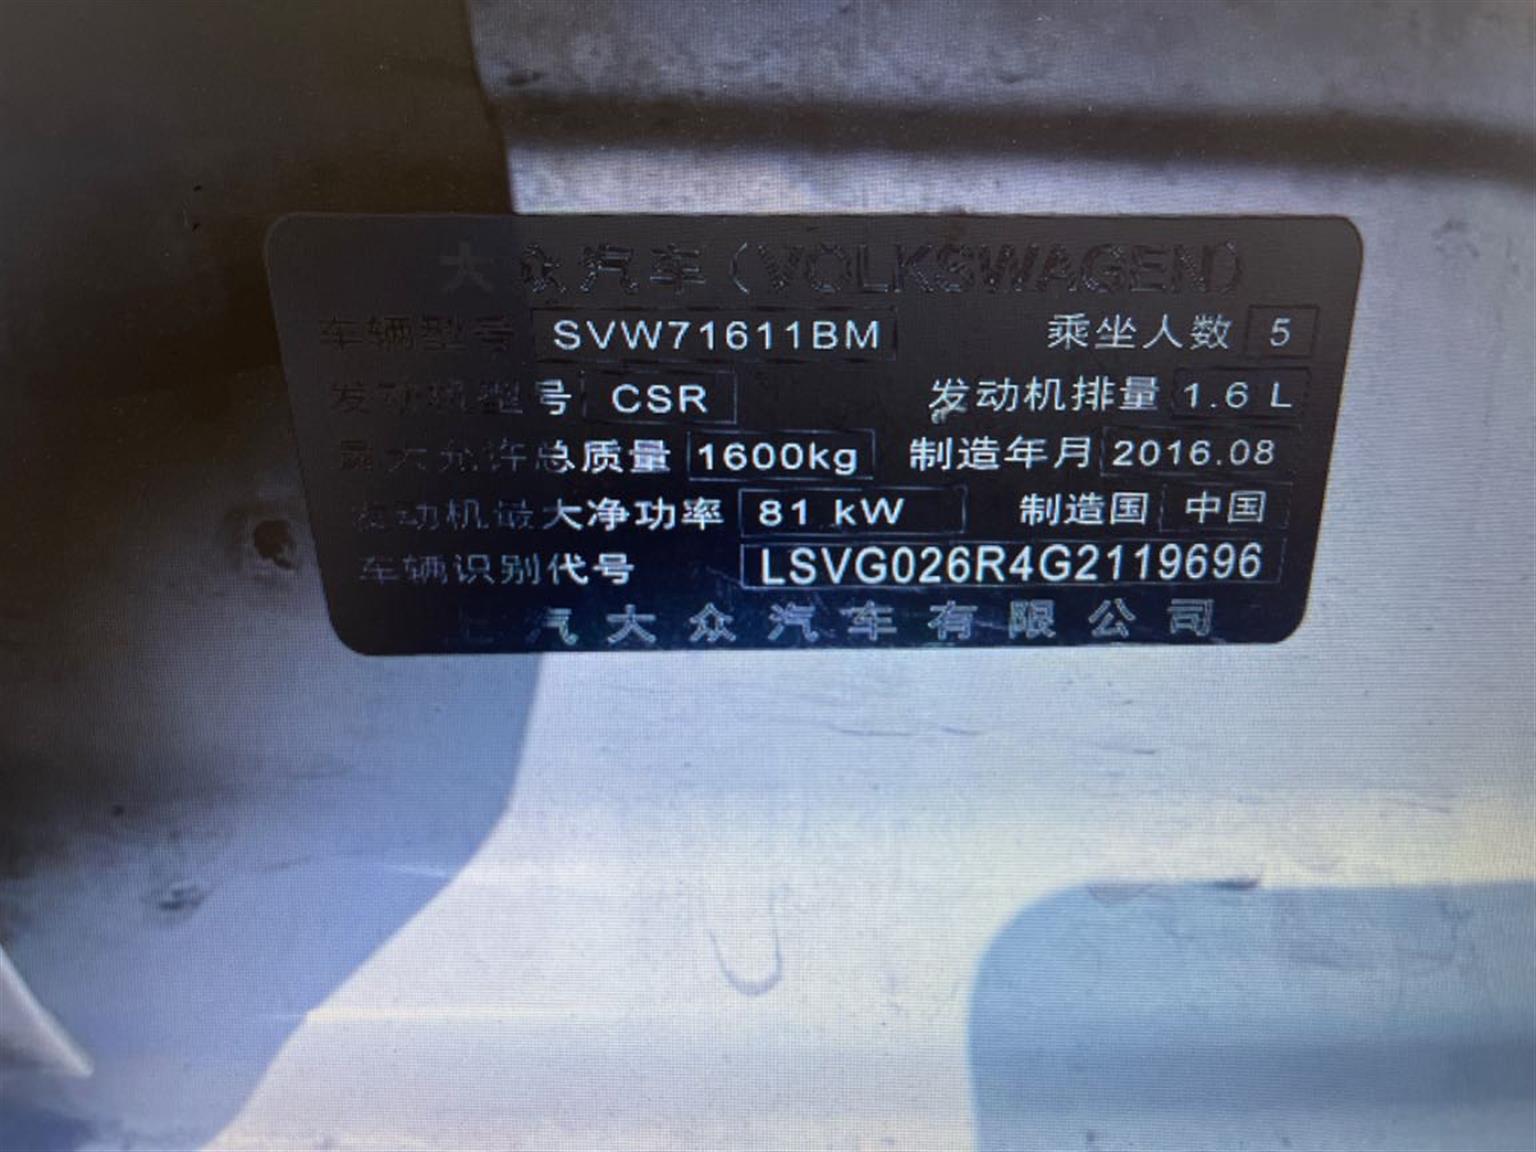 大众汽车(VOLKSWAGEN)
车辆型号 SVW71611BM 乘坐人数 5
发动机型号 CSR 发动机排量 1.6 L
最大允许总质量 1600kg 制造年月 2016.08
发动机最大净功率 81 kW 制造国 中国
车辆识别代号 LSVG026R4G2119696
上汽大众汽车有限公司